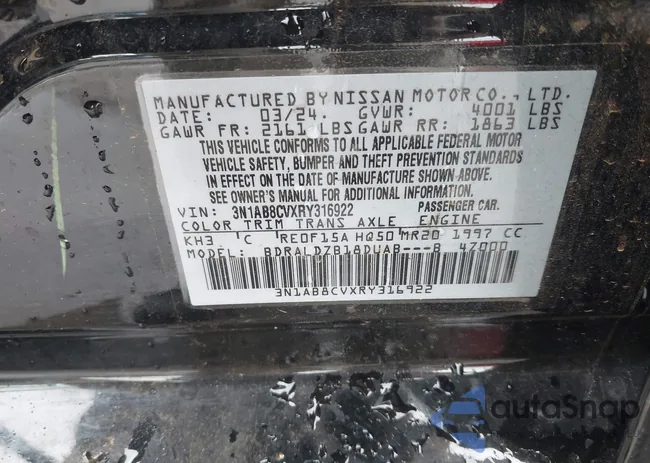 MANUFACTURED BY NISSAN MOTOR CO., LTD.
DATE: 03/24. GVWR: 4001 LBS
GAWR FR: 2161 LBS GAWR RR: 1863 LBS
THIS VEHICLE CONFORMS TO ALL APPLICABLE FEDERAL MOTOR
VEHICLE SAFETY, BUMPER AND THEFT PREVENTION STANDARDS
IN EFFECT ON THE DATE OF MANUFACTURE SHOWN ABOVE.
SEE OWNER'S MANUAL FOR ADDITIONAL INFORMATION.
VIN: 3N1AB8CVXRY316922 PASSENGER CAR.
COLOR TRIM TRANS AXLE ENGINE
KH3 C RE0F15A HQ50 MR20 1997 CC
MODEL: BDRALDZB18DUAB---B 4Z000
3N1AB8CVXRY316922
autoSnap